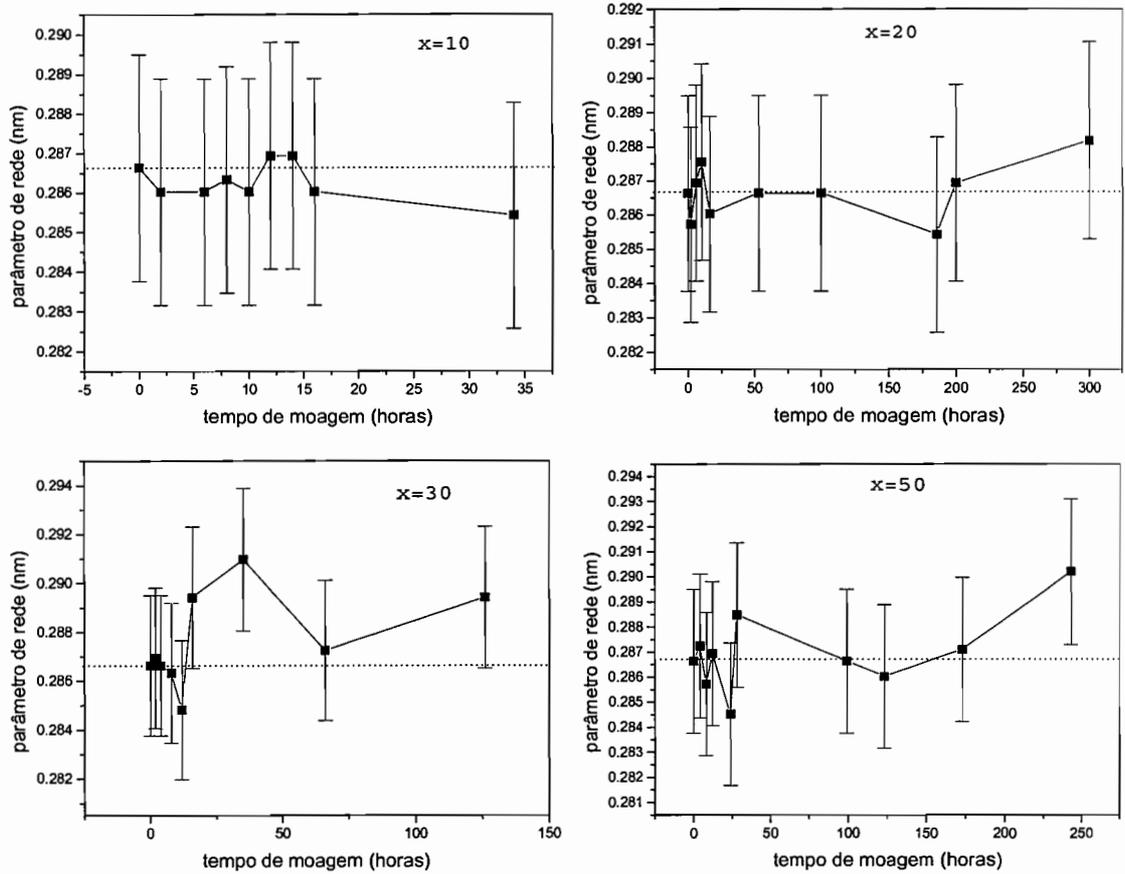 x=10
parâmetro de rede (nm)
0.290
0.289
0.288
0.287
0.286
0.285
0.284
0.283
0.282
-5 0 5 10 15 20 25 30 35
tempo de moagem (horas)
x=20
parâmetro de rede (nm)
0.292
0.291
0.290
0.289
0.288
0.287
0.286
0.285
0.284
0.283
0.282
0 50 100 150 200 250 300
tempo de moagem (horas)
x=30
parâmetro de rede (nm)
0.294
0.292
0.290
0.288
0.286
0.284
0.282
0 50 100 150
tempo de moagem (horas)
x=50
parâmetro de rede (nm)
0.294
0.293
0.292
0.291
0.290
0.289
0.288
0.287
0.286
0.285
0.284
0.283
0.282
0.281
0 50 100 150 200 250
tempo de moagem (horas)